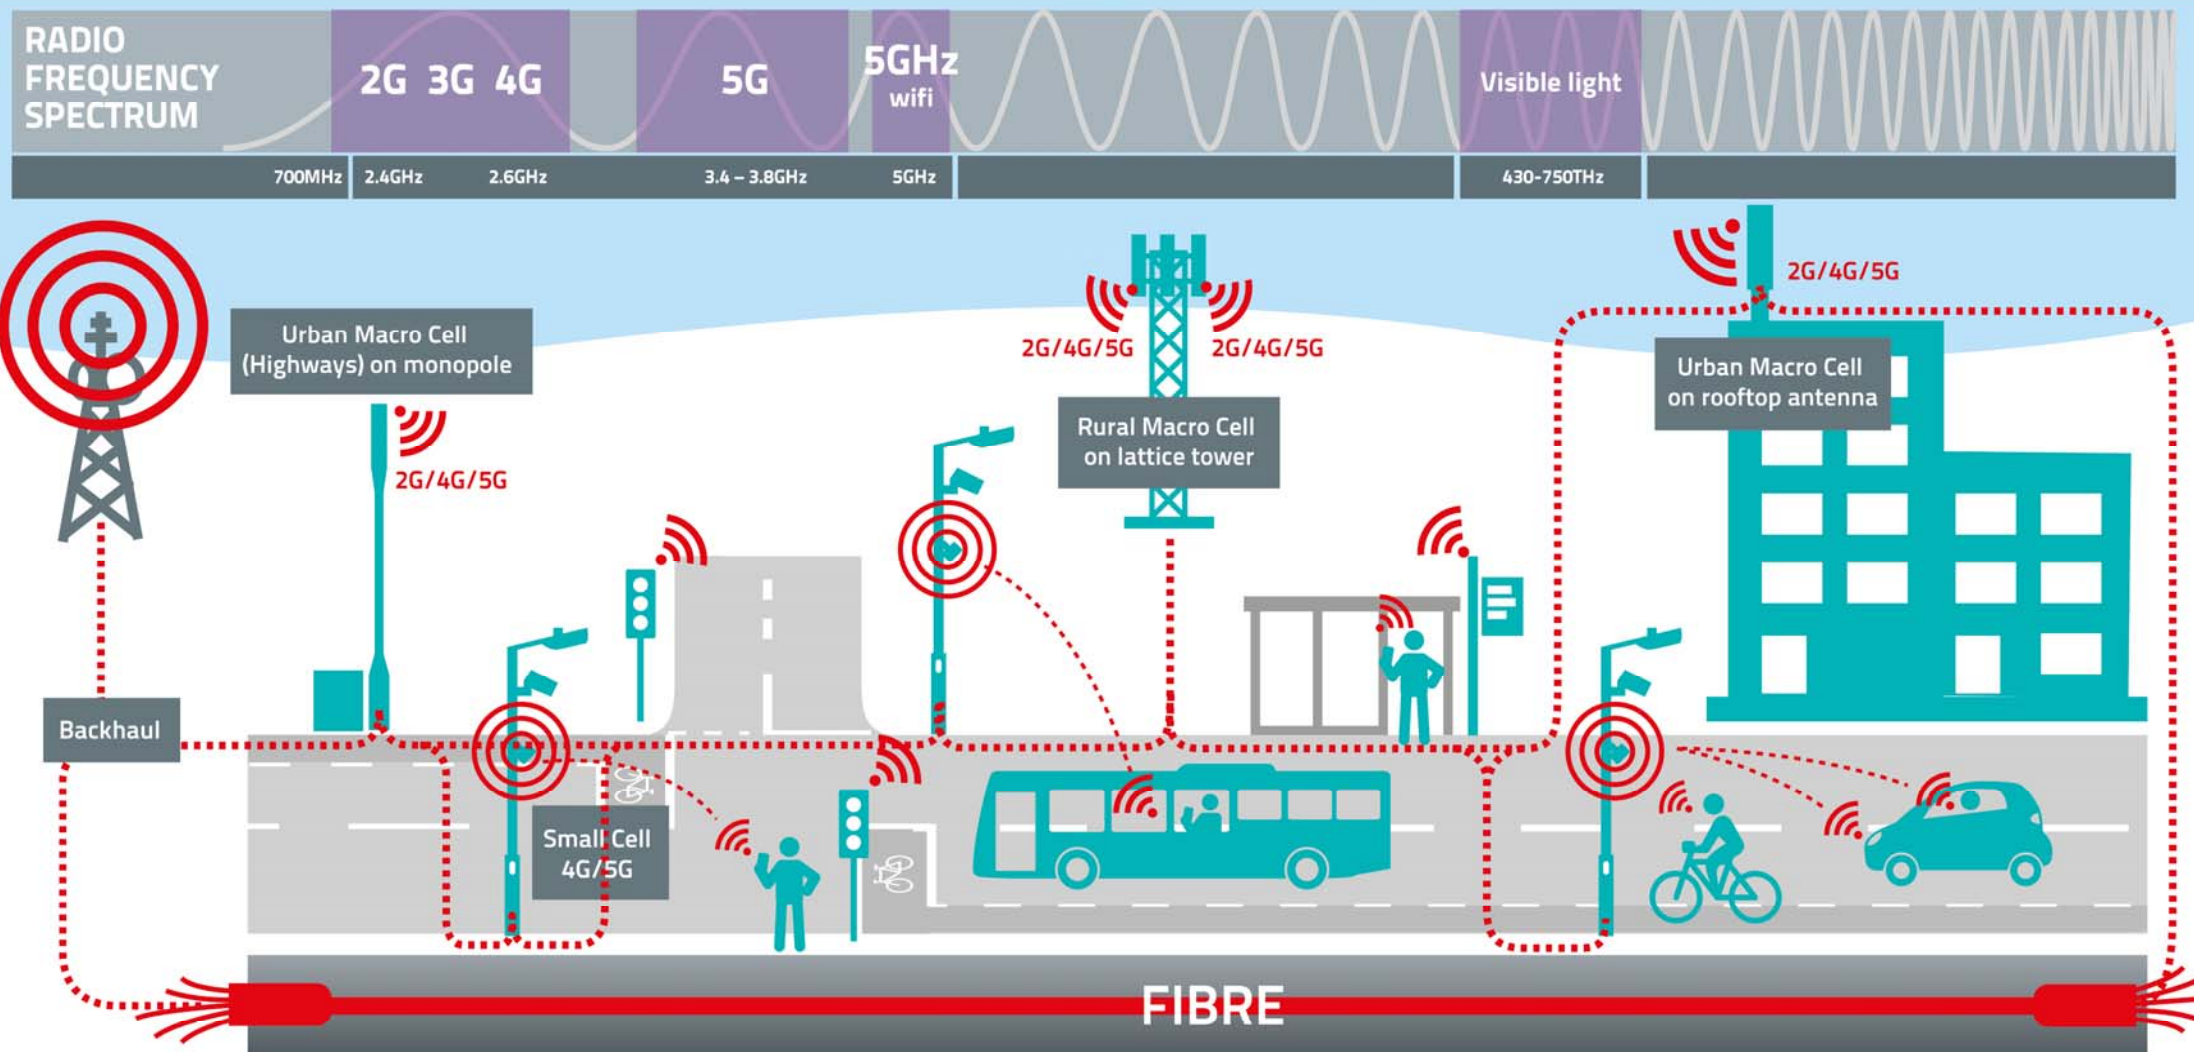 RADIO
FREQUENCY
SPECTRUM
2G 3G 4G
5G
5GHz
wifi
Visible light
700MHz
2.4GHz
2.6GHz
3.4 – 3.8GHz
5GHz
430-750THz
2G/4G/5G
Urban Macro Cell
(Highways) on monopole
2G/4G/5G
2G/4G/5G
Urban Macro Cell
on rooftop antenna
Rural Macro Cell
on lattice tower
2G/4G/5G
Backhaul
Small Cell
4G/5G
FIBRE